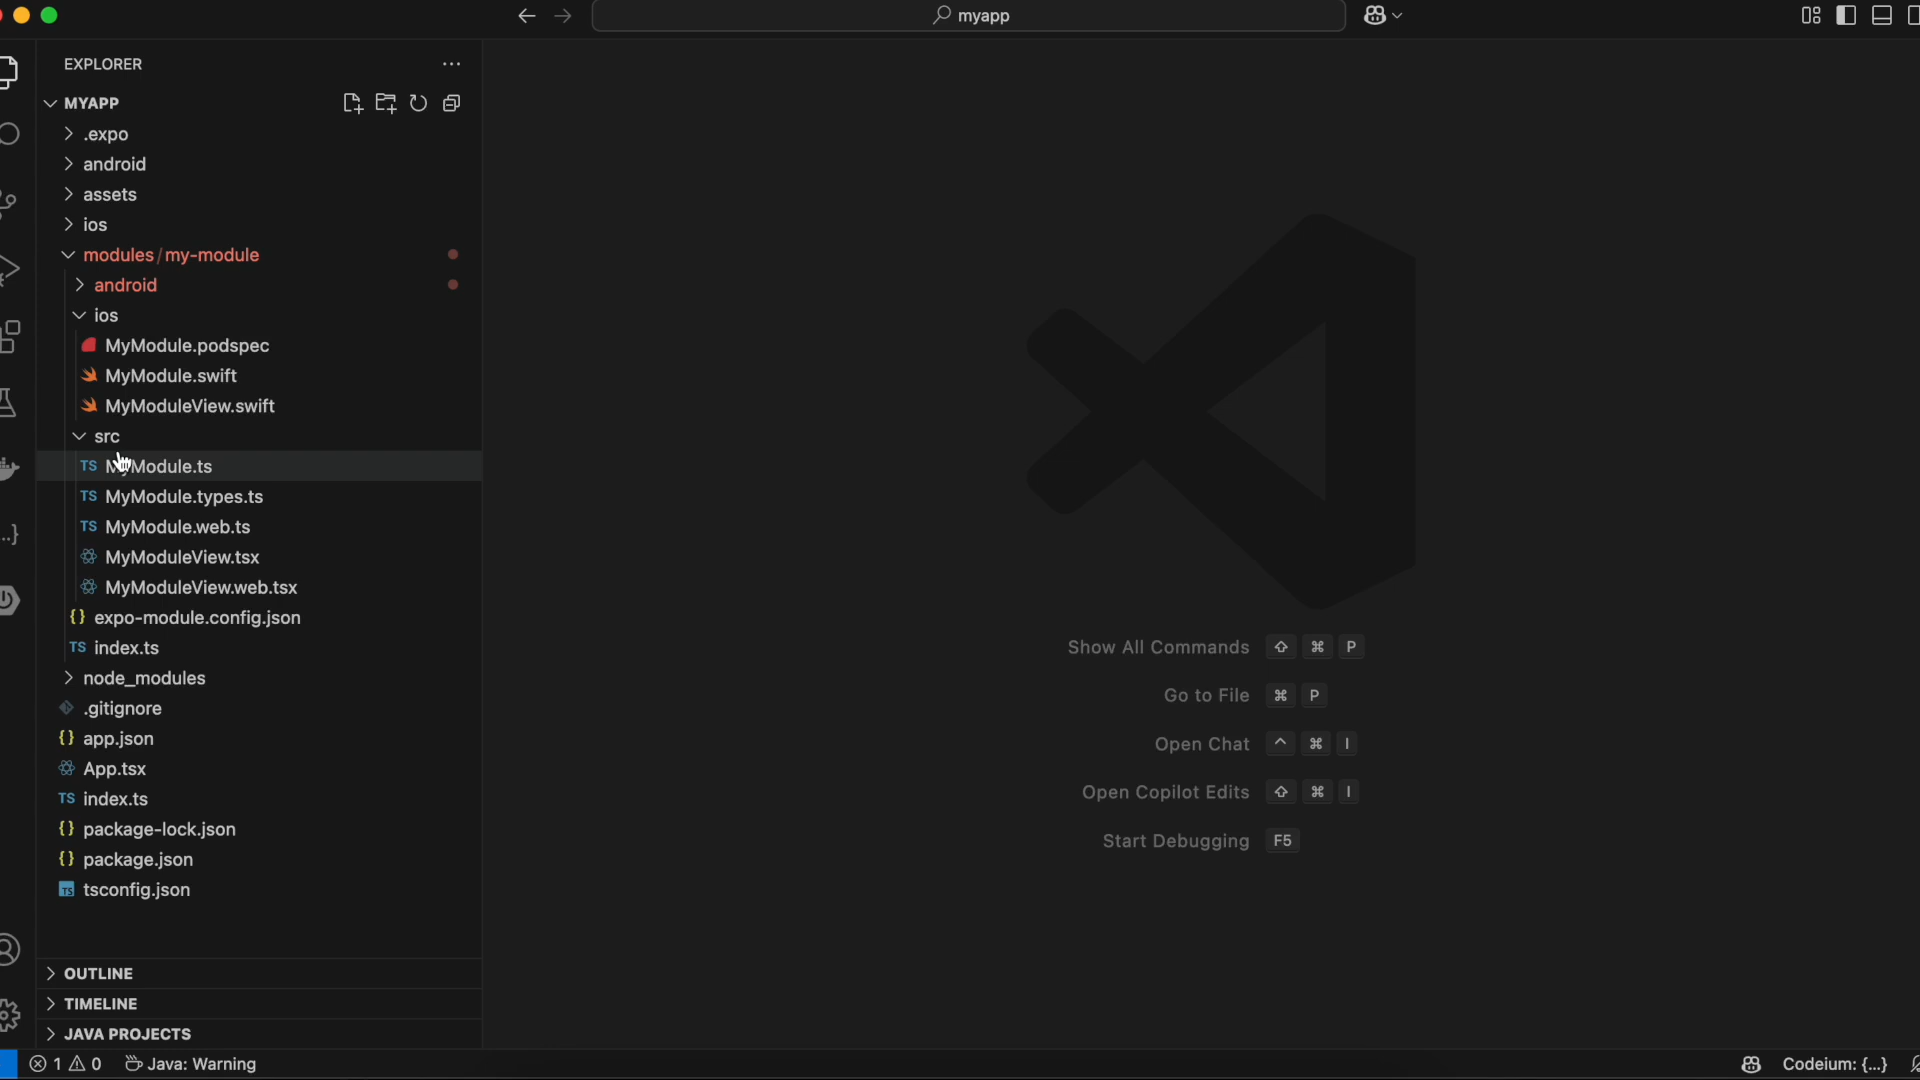 myapp
EXPLORER
MYAPP
.expo
android
assets
ios
modules / my-module
android
ios
MyModule.podspec
MyModule.swift
MyModuleView.swift
src
TS MyModule.ts
TS MyModule.types.ts
TS MyModule.web.ts
MyModuleView.tsx
MyModuleView.web.tsx
{} expo-module.config.json
TS index.ts
node_modules
.gitignore
{} app.json
App.tsx
TS index.ts
{} package-lock.json
{} package.json
TS tsconfig.json
OUTLINE
TIMELINE
JAVA PROJECTS
Show All Commands ⇧ ⌘ P
Go to File ⌘ P
Open Chat ^ ⌘ I
Open Copilot Edits ⇧ ⌘ I
Start Debugging F5
1 0 Java: Warning
Codeium: {...}